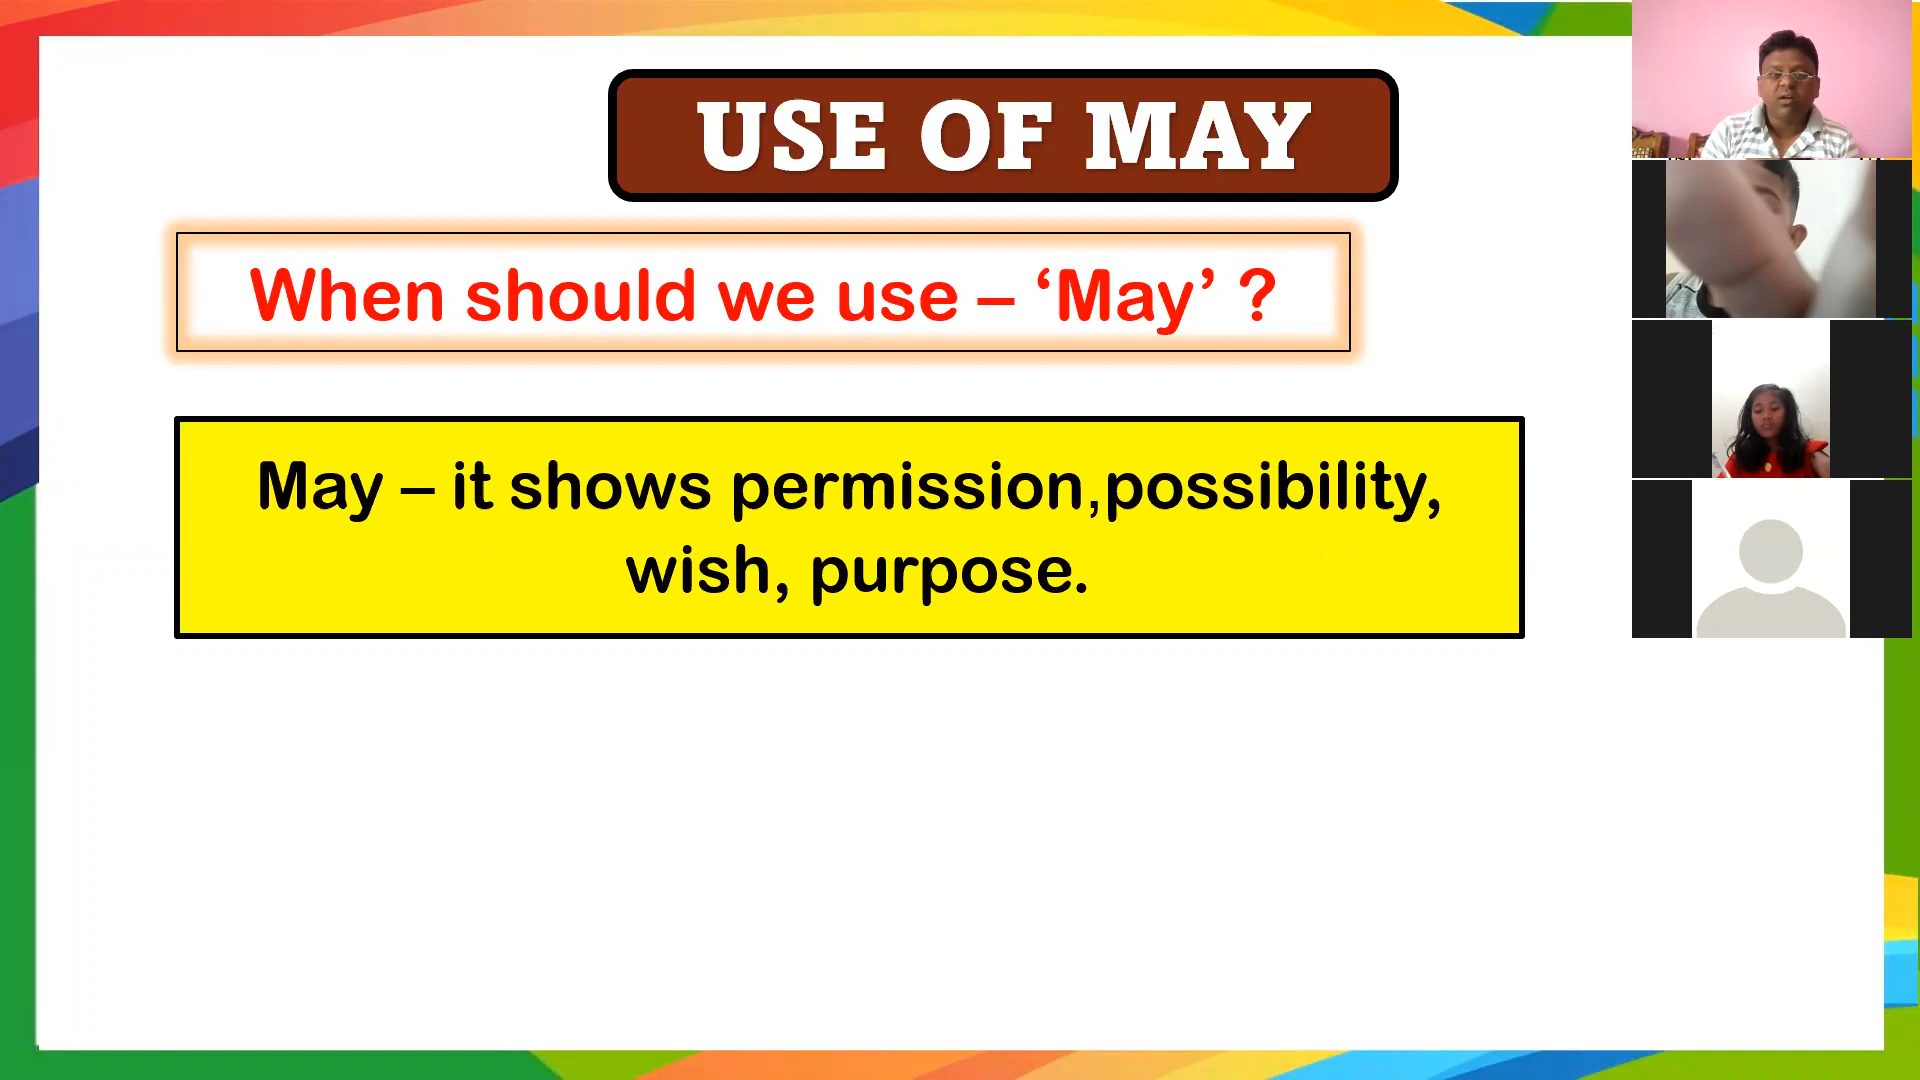 USE OF MAY
When should we use – ‘May’ ?
May – it shows permission,possibility,
wish, purpose.